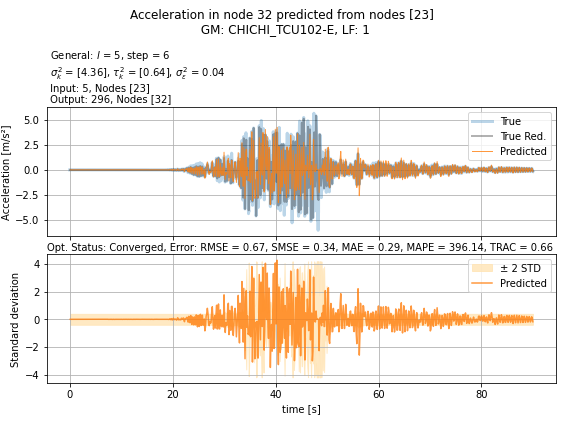 Acceleration in node 32 predicted from nodes [23]
GM: CHICHI_TCU102-E, LF: 1
General: l = 5, step = 6
σ²ₖ = [4.36], τ²ₖ = [0.64], σ²ε = 0.04
Input: 5, Nodes [23]
Output: 296, Nodes [32]
Acceleration [m/s²]
5.0
2.5
0.0
−2.5
−5.0
True
True Red.
Predicted
Opt. Status: Converged, Error: RMSE = 0.67, SMSE = 0.34, MAE = 0.29, MAPE = 396.14, TRAC = 0.66
Standard deviation
4
2
0
−2
−4
± 2 STD
Predicted
0 20 40 60 80
time [s]